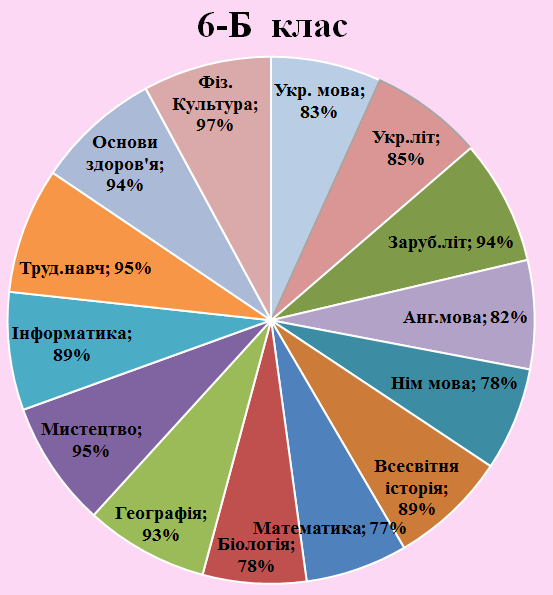 6-Б клас
Укр. мова;
83%
Укр.літ;
85%
Заруб.літ; 94%
Анг.мова; 82%
Нім мова; 78%
Всесвітня
історія;
89%
Математика; 77%
Біологія;
78%
Географія;
93%
Мистецтво;
95%
Інформатика;
89%
Труд.навч; 95%
Основи
здоров'я;
94%
Фіз.
Культура;
97%